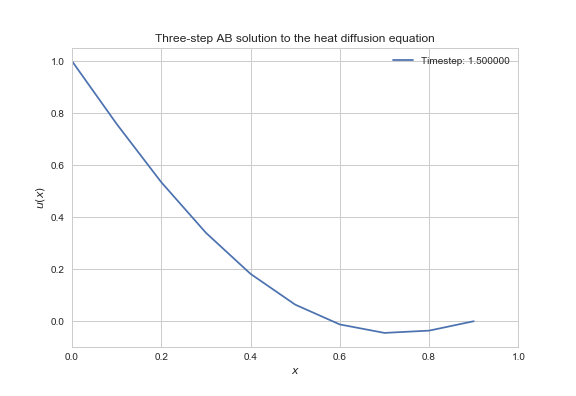 Three-step AB solution to the heat diffusion equation
Timestep: 1.500000
1.0
0.8
0.6
0.4
0.2
0.0
u(x)
0.0 0.2 0.4 0.6 0.8 1.0
x